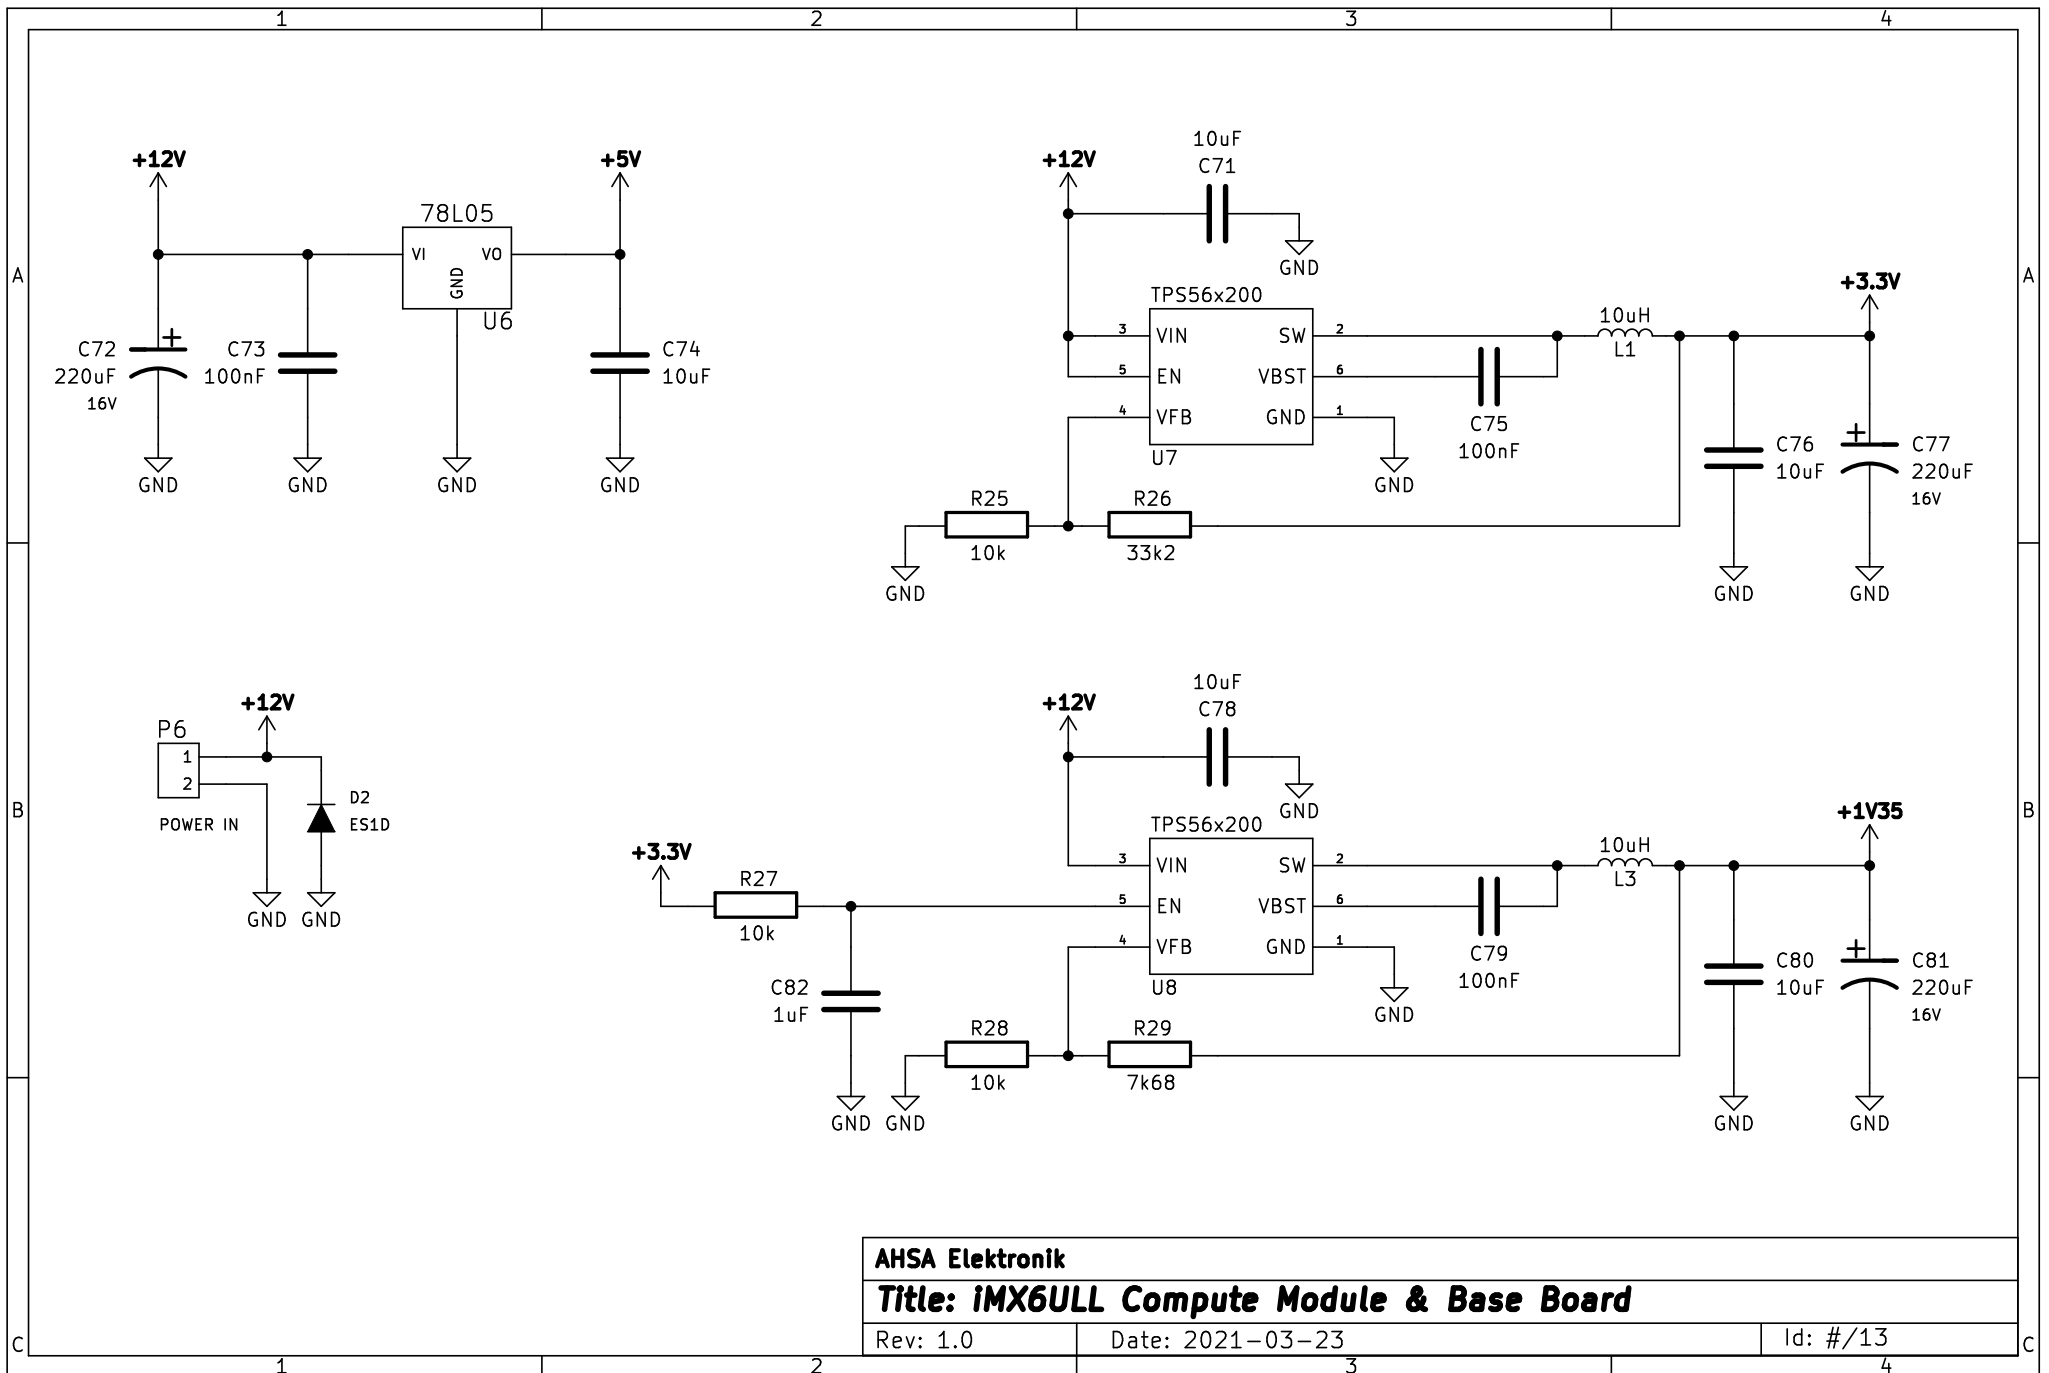 1 2 3 4
A A
B B
C C
+12V
78L05
+5V
VI VO
GND
U6
C72
220uF
16V
+
C73
100nF
C74
10uF
GND GND GND GND
10uF
C71
+12V
GND
TPS56x200
3 VIN SW 2
5 EN VBST 6
4 VFB GND 1
U7
10uH
L1
+3.3V
C75
100nF
GND
C76
10uF
+
C77
220uF
16V
R25
10k
R26
33k2
GND GND GND
P6
+12V
1
2
POWER IN
D2
ES1D
GND GND
10uF
C78
+12V
GND
TPS56x200
3 VIN SW 2
5 EN VBST 6
4 VFB GND 1
U8
10uH
L3
+1V35
+3.3V
R27
10k
C82
1uF
C79
100nF
GND
C80
10uF
+
C81
220uF
16V
R28
10k
R29
7k68
GND GND GND GND
AHSA Elektronik
Title: iMX6ULL Compute Module & Base Board
Rev: 1.0 Date: 2021-03-23 Id: #/13
1 2 3 4